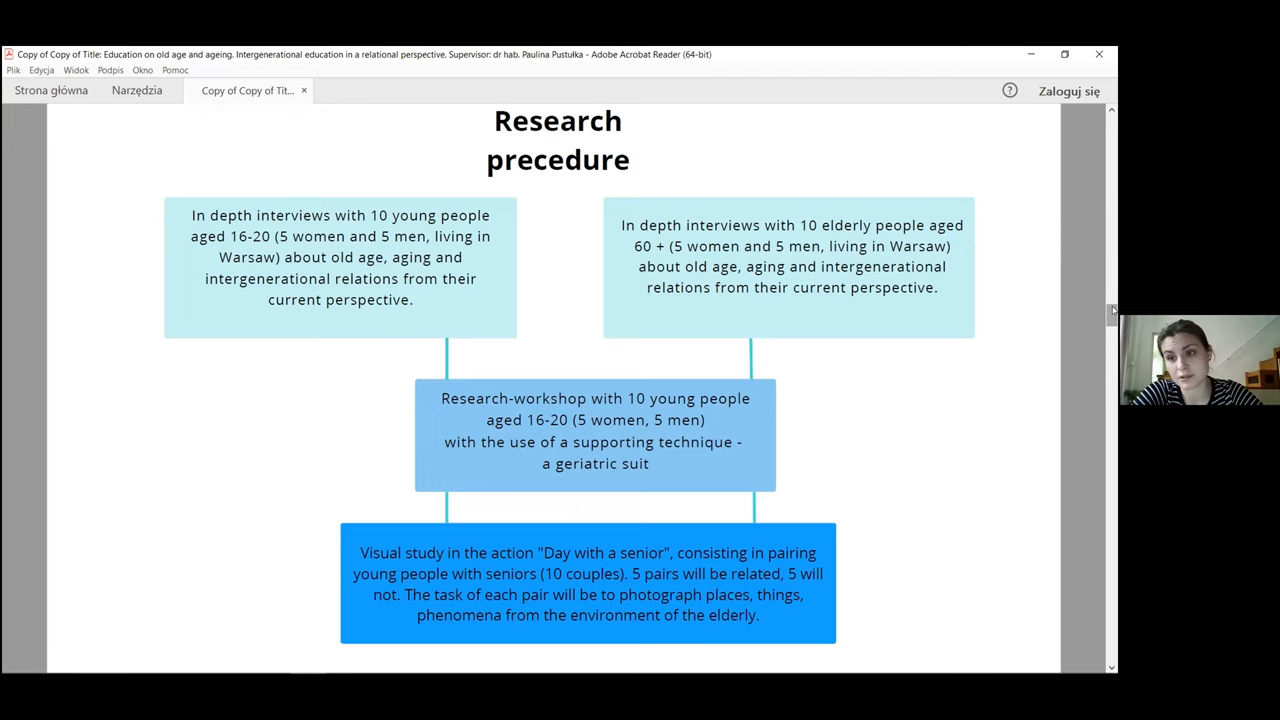 Copy of Copy of Title: Education on old age and ageing. Intergenerational education in a relational perspective. Supervisor: dr hab. Paulina Pustułka - Adobe Acrobat Reader (64-bit)
Plik Edycja Widok Podpis Okno Pomoc
Strona główna Narzędzia Copy of Copy of Tit... × ? Zaloguj się
Research
precedure
In depth interviews with 10 young people
aged 16-20 (5 women and 5 men, living in
Warsaw) about old age, aging and
intergenerational relations from their
current perspective.
In depth interviews with 10 elderly people aged
60 + (5 women and 5 men, living in Warsaw)
about old age, aging and intergenerational
relations from their current perspective.
Research-workshop with 10 young people
aged 16-20 (5 women, 5 men)
with the use of a supporting technique -
a geriatric suit
Visual study in the action "Day with a senior", consisting in pairing
young people with seniors (10 couples). 5 pairs will be related, 5 will
not. The task of each pair will be to photograph places, things,
phenomena from the environment of the elderly.